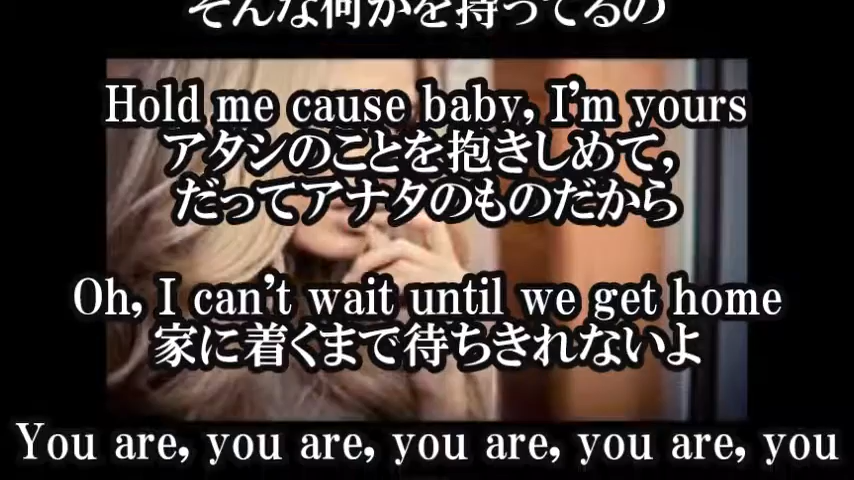 そんな何かを持ってるの
Hold me cause baby, I'm yours
アタシのことを抱きしめて,
だってアナタのものだから
Oh, I can't wait until we get home
家に着くまで待ちきれないよ
You are, you are, you are, you are, you